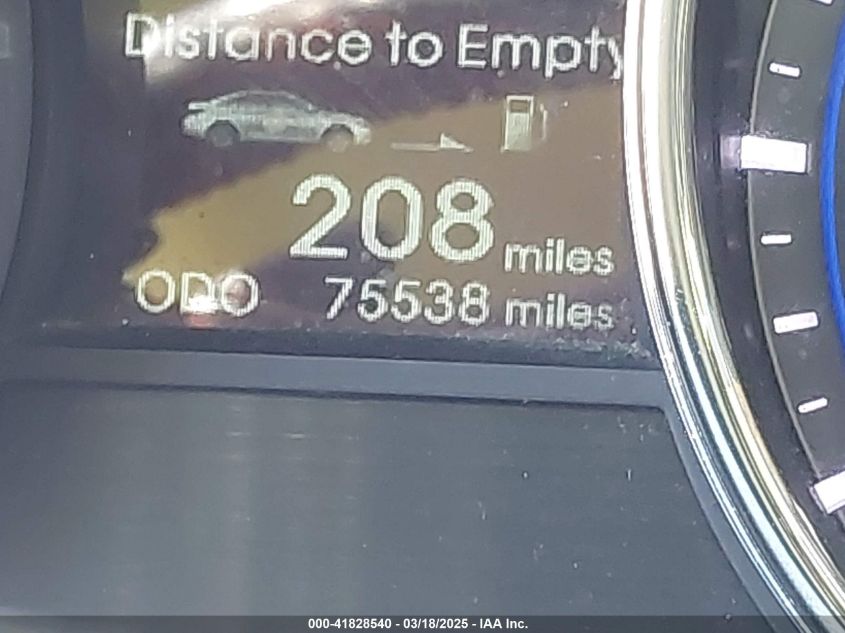 Distance to Empty
208 miles
ODO 75538 miles
000-41828540 - 03/18/2025 - IAA Inc.